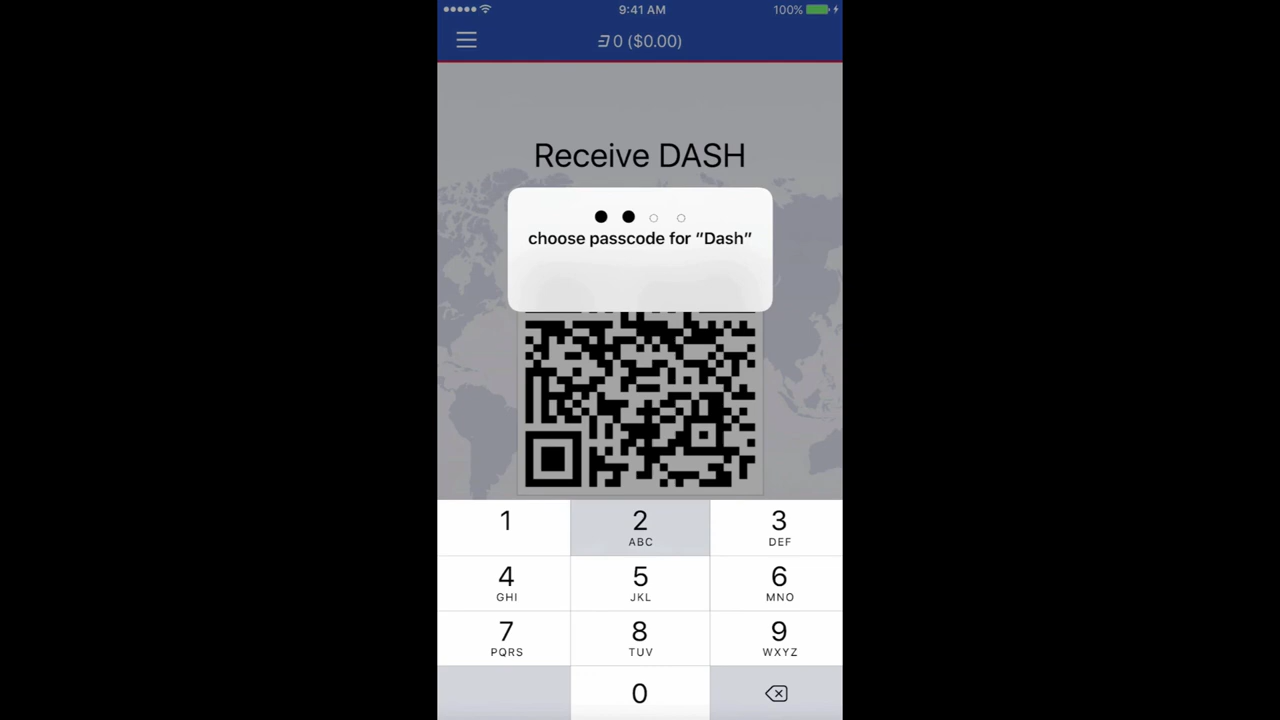 9:41 AM
100%
0 ($0.00)
Receive DASH
choose passcode for “Dash”
1
2
ABC
3
DEF
4
GHI
5
JKL
6
MNO
7
PQRS
8
TUV
9
WXYZ
0